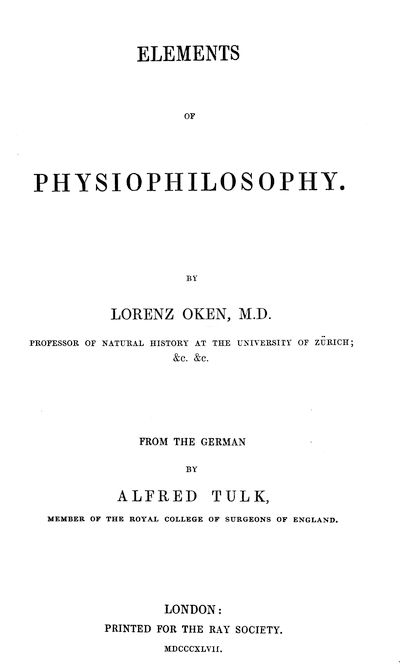 ELEMENTS
OF
PHYSIOPHILOSOPHY.
BY
LORENZ OKEN, M.D.
PROFESSOR OF NATURAL HISTORY AT THE UNIVERSITY OF ZÜRICH;
&c. &c.
FROM THE GERMAN
BY
ALFRED TULK,
MEMBER OF THE ROYAL COLLEGE OF SURGEONS OF ENGLAND.
LONDON:
PRINTED FOR THE RAY SOCIETY.
MDCCCXLVII.